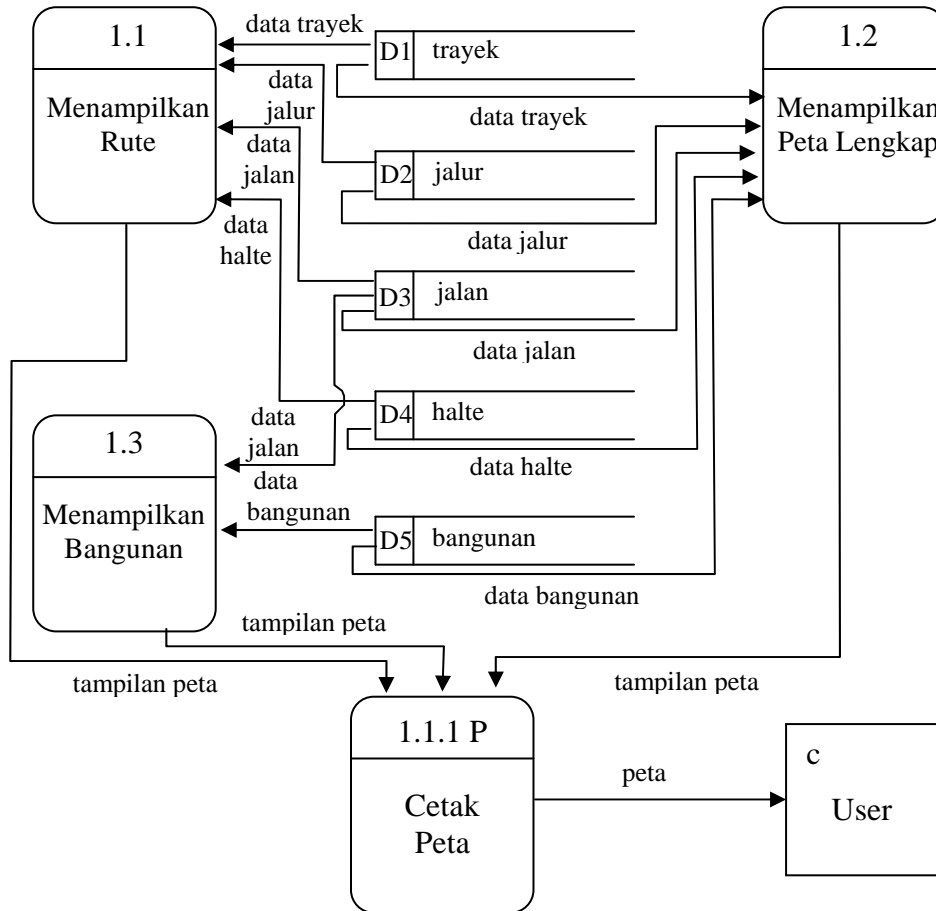 1.1
Menampilkan
Rute
data trayek
data
jalur
data
jalan
data
halte
D1 trayek
data trayek
D2 jalur
data jalur
D3 jalan
data jalan
D4 halte
data halte
D5 bangunan
data bangunan
1.2
Menampilkan
Peta Lengkap
1.3
Menampilkan
Bangunan
data
jalan
data
bangunan
tampilan peta
tampilan peta
tampilan peta
1.1.1 P
Cetak
Peta
peta
c
User